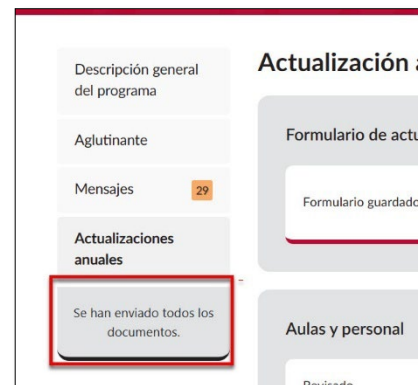 Descripción general
del programa
Actualización
Aglutinante
Formulario de
Mensajes 29
Formulario guardado
Actualizaciones
anuales
Se han enviado todos los
documentos.
Aulas y personal
Revisado